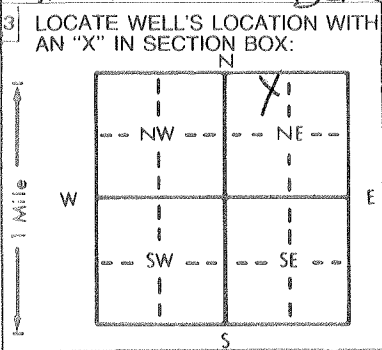 3 LOCATE WELL'S LOCATION WITH
AN "X" IN SECTION BOX:
N
X
NW NE
W E
1 Mile
SW SE
S